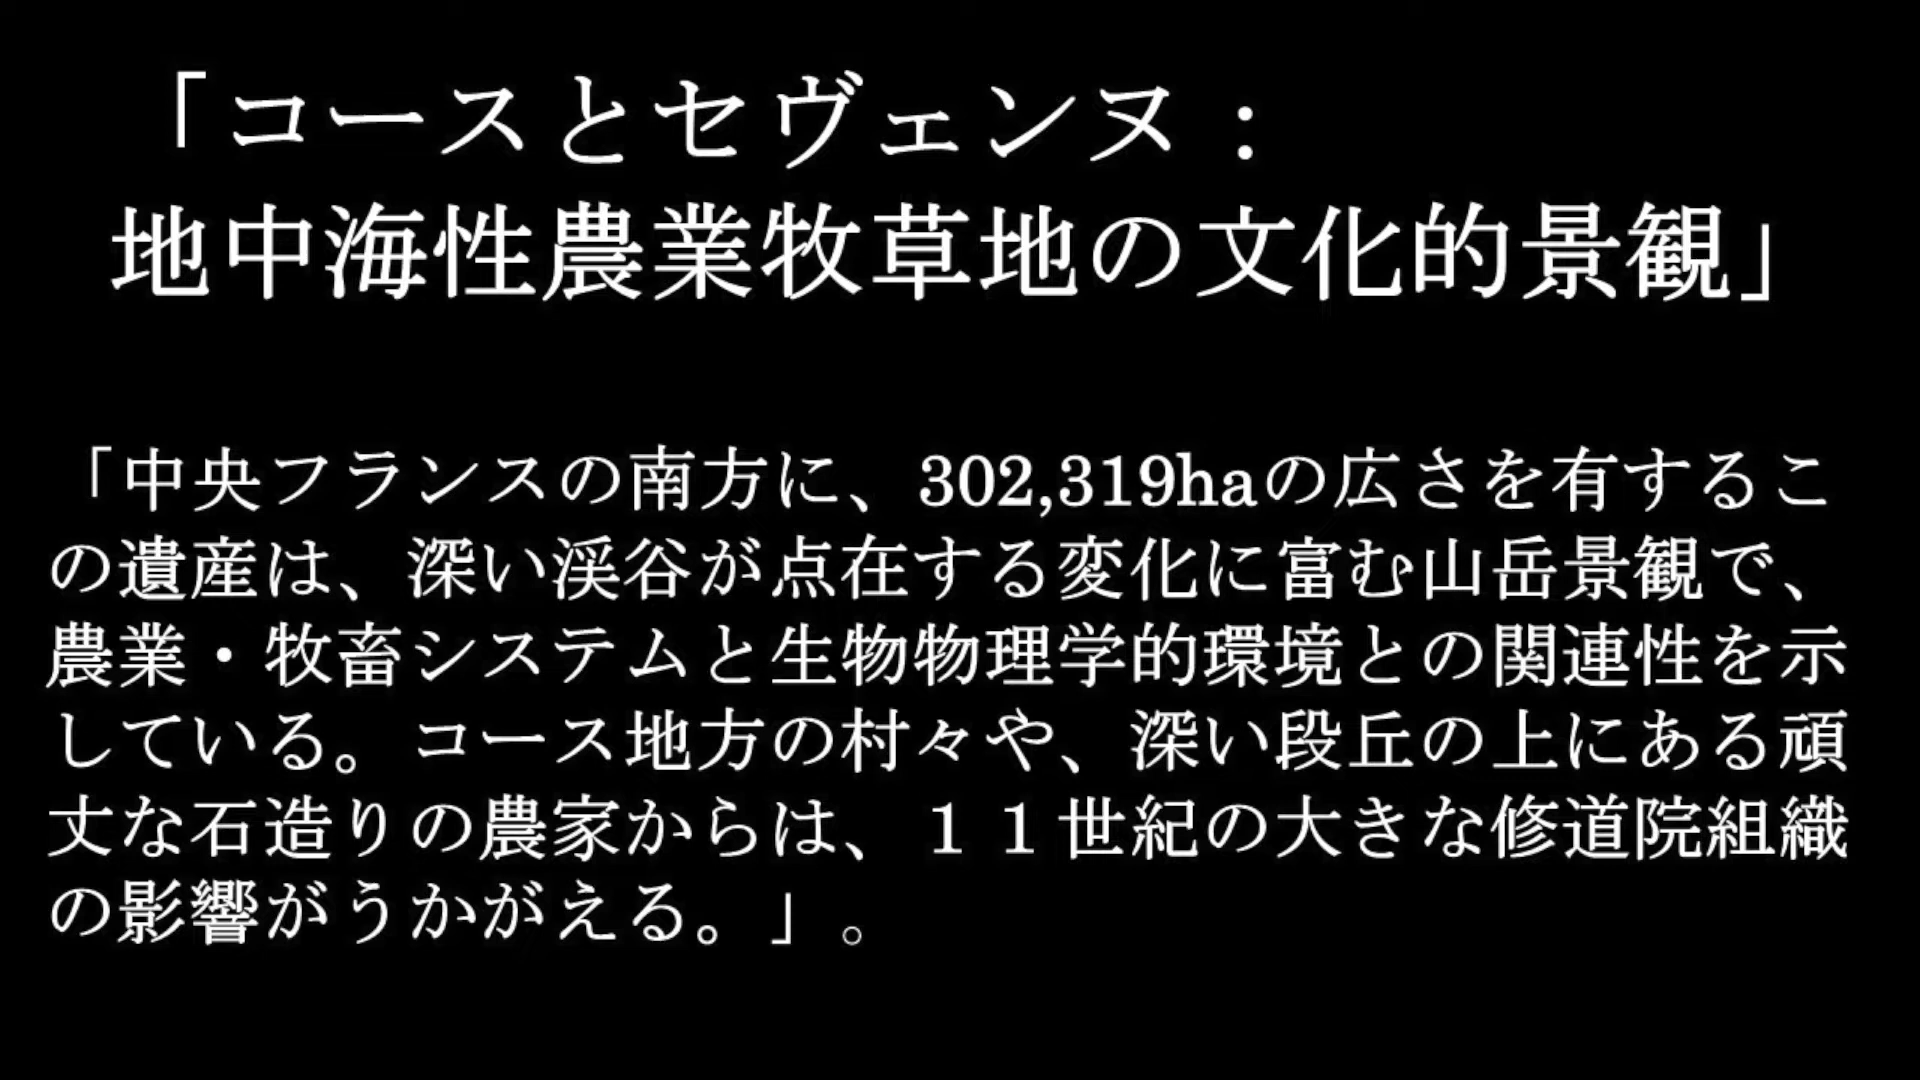 「コースとセヴェンヌ：
地中海性農業牧草地の文化的景観」
「中央フランスの南方に、302,319haの広さを有するこ
の遺産は、深い渓谷が点在する変化に富む山岳景観で、
農業・牧畜システムと生物物理学的環境との関連性を示
している。コース地方の村々や、深い段丘の上にある頑
丈な石造りの農家からは、１１世紀の大きな修道院組織
の影響がうかがえる。」。